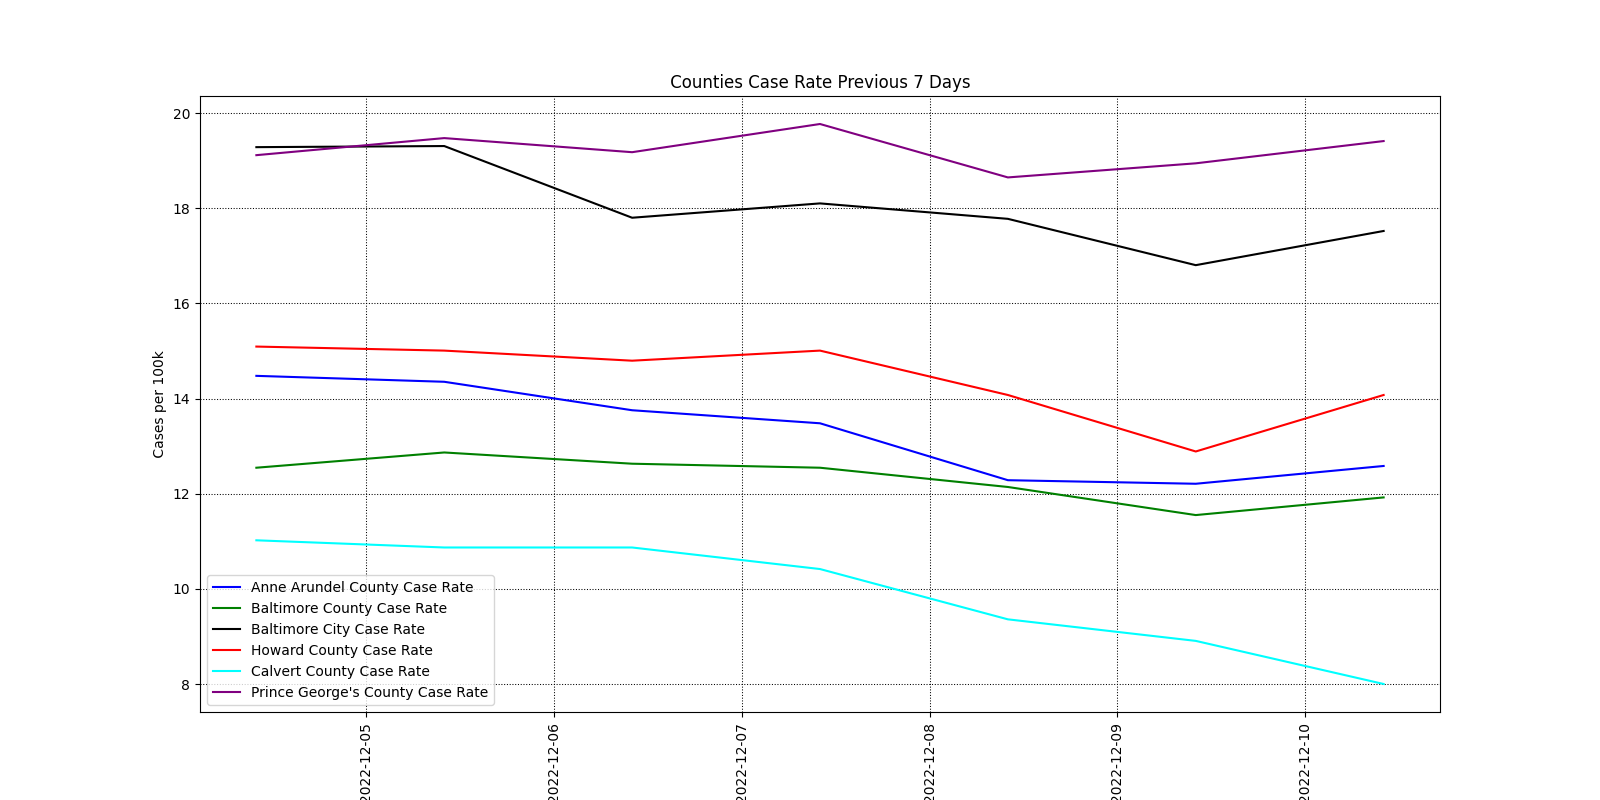 Counties Case Rate Previous 7 Days
Cases per 100k
20
18
16
14
12
10
8
Anne Arundel County Case Rate
Baltimore County Case Rate
Baltimore City Case Rate
Howard County Case Rate
Calvert County Case Rate
Prince George's County Case Rate
2022-12-05
2022-12-06
2022-12-07
2022-12-08
2022-12-09
2022-12-10